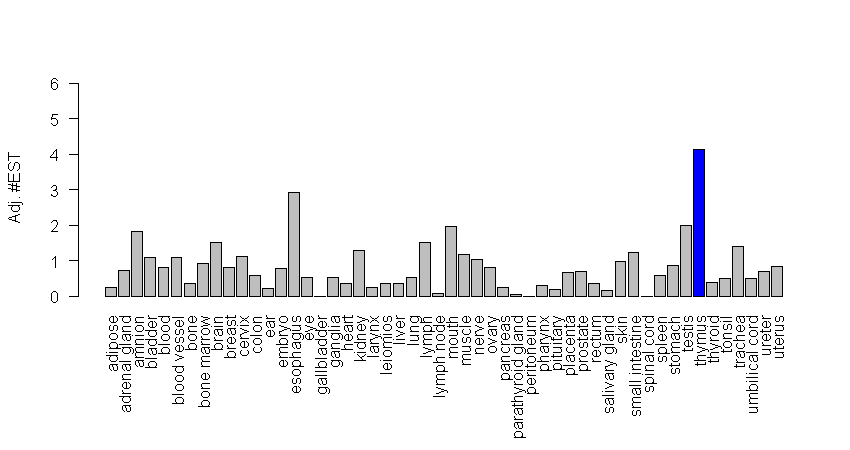 Adj. #EST
6
5
4
3
2
1
0
adipose
adrenal gland
amnion
bladder
blood
blood vessel
bone
bone marrow
brain
breast
cervix
colon
ear
embryo
esophagus
eye
gallbladder
ganglia
heart
kidney
larynx
leiomios
liver
lung
lymph
lymph node
mouth
muscle
nerve
ovary
pancreas
parathyroid gland
peritoneum
pharynx
pituitary
placenta
prostate
rectum
salivary gland
skin
small intestine
spinal cord
spleen
stomach
testis
thymus
thyroid
tonsil
trachea
umbilical cord
ureter
uterus